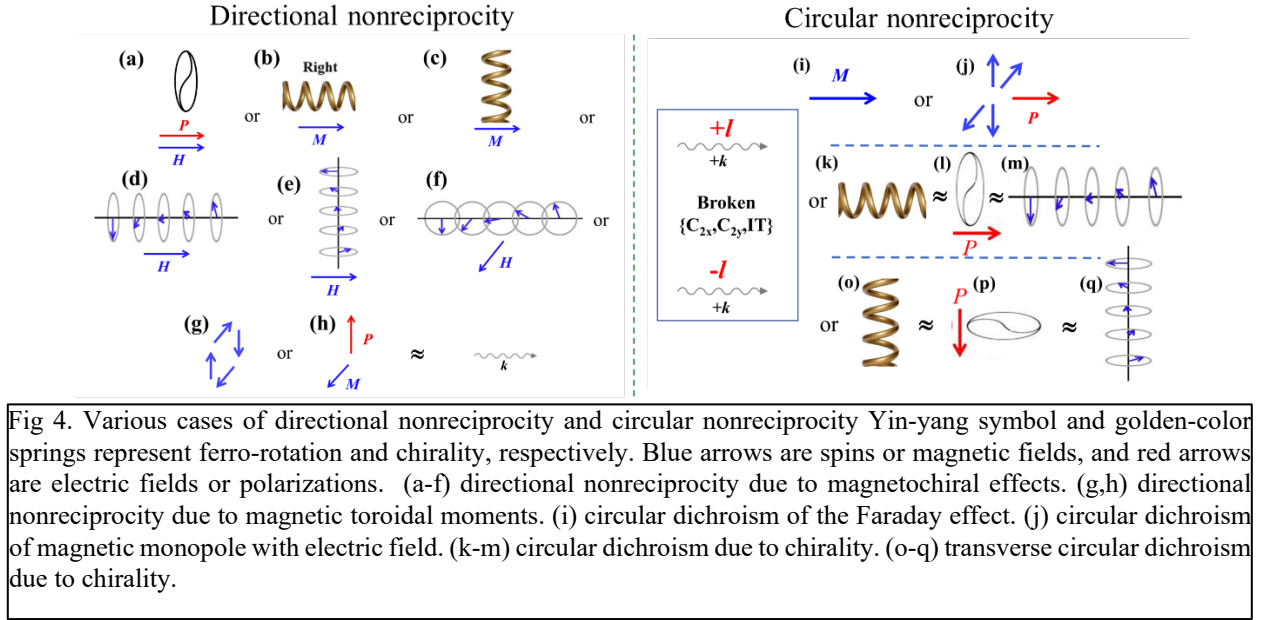 Directional nonreciprocity
Circular nonreciprocity
(a)
P
H
or
(b)
Right
M
or
(c)
M
or
(d)
H
or
(e)
H
or
(f)
H
or
(g)
or
(h)
P
M
≈
k
+l
+k
Broken
{C2x,C2y,IT}
-l
+k
(i)
M
or
(j)
P
or
(k)
≈
(l)
P
≈
(m)
or
(o)
≈
P
(p)
≈
(q)
Fig 4. Various cases of directional nonreciprocity and circular nonreciprocity Yin-yang symbol and golden-color
springs represent ferro-rotation and chirality, respectively. Blue arrows are spins or magnetic fields, and red arrows
are electric fields or polarizations. (a-f) directional nonreciprocity due to magnetochiral effects. (g,h) directional
nonreciprocity due to magnetic toroidal moments. (i) circular dichroism of the Faraday effect. (j) circular dichroism
of magnetic monopole with electric field. (k-m) circular dichroism due to chirality. (o-q) transverse circular dichroism
due to chirality.